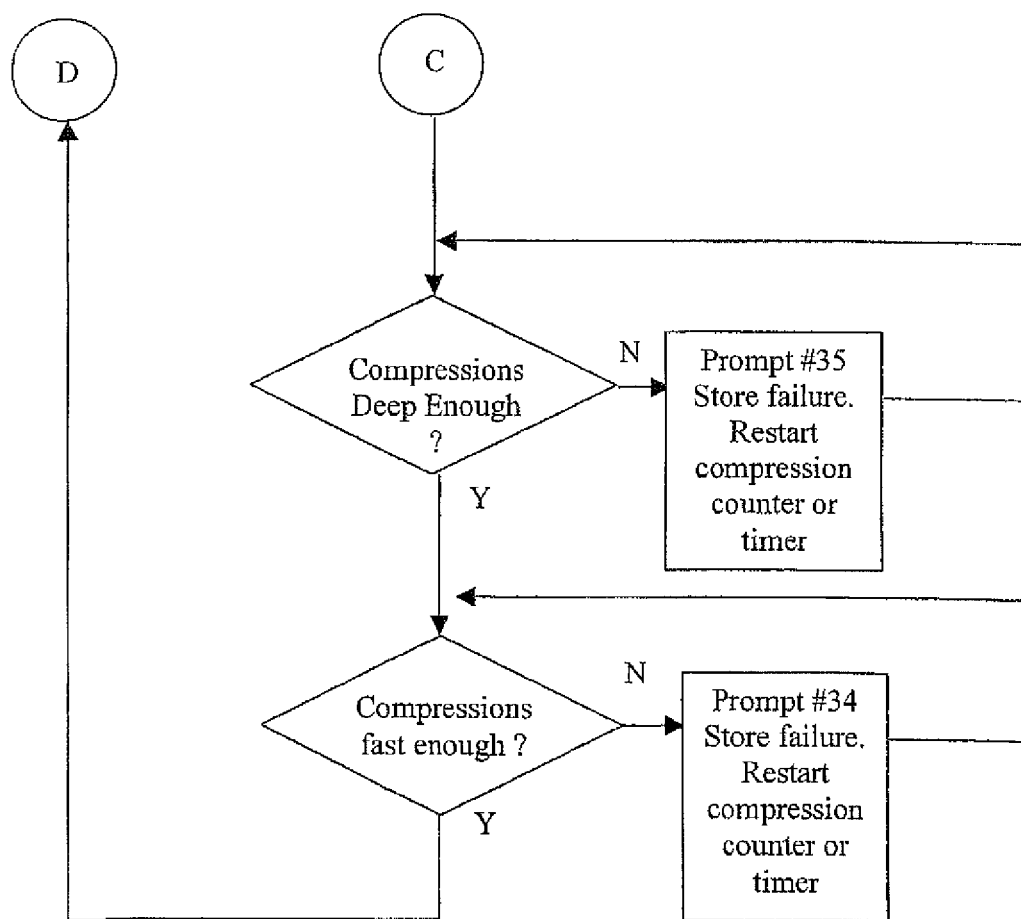 D
C
Compressions
Deep Enough
?
N
Prompt #35
Store failure.
Restart
compression
counter or
timer
Y
Compressions
fast enough ?
N
Prompt #34
Store failure.
Restart
compression
counter or
timer
Y